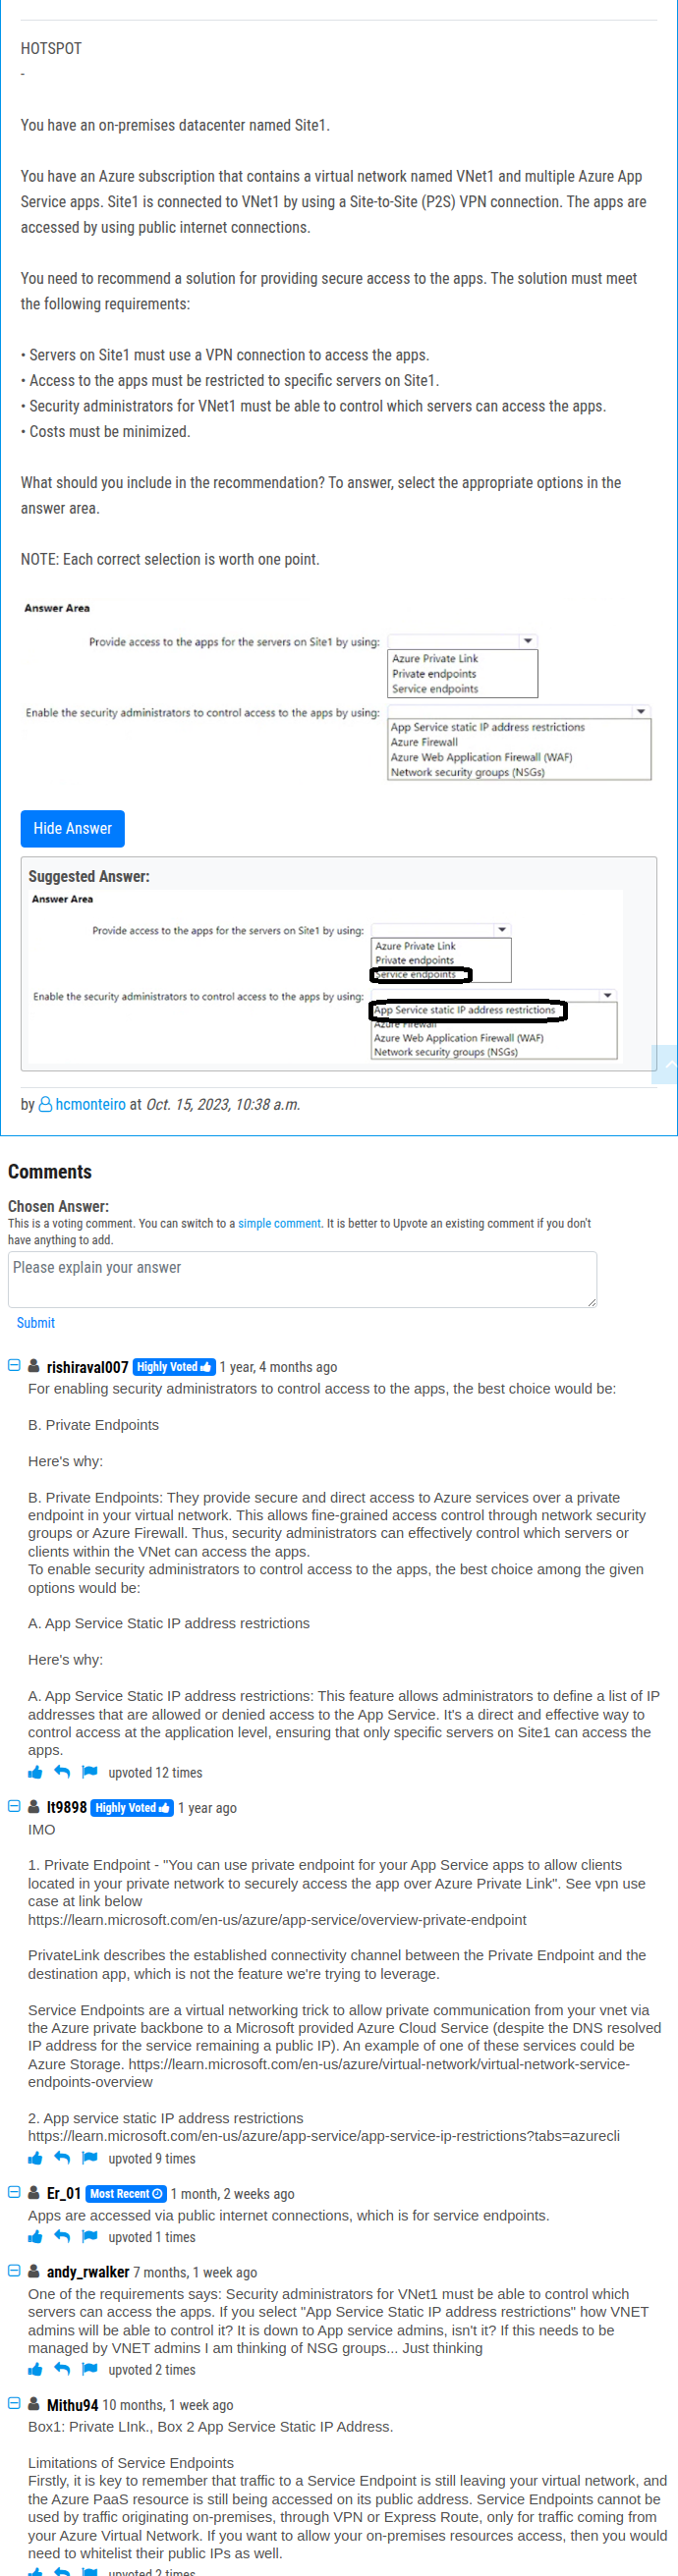 HOTSPOT
-
You have an on-premises datacenter named Site1.
You have an Azure subscription that contains a virtual network named VNet1 and multiple Azure App
Service apps. Site1 is connected to VNet1 by using a Site-to-Site (P2S) VPN connection. The apps are
accessed by using public internet connections.
You need to recommend a solution for providing secure access to the apps. The solution must meet
the following requirements:
• Servers on Site1 must use a VPN connection to access the apps.
• Access to the apps must be restricted to specific servers on Site1.
• Security administrators for VNet1 must be able to control which servers can access the apps.
• Costs must be minimized.
What should you include in the recommendation? To answer, select the appropriate options in the
answer area.
NOTE: Each correct selection is worth one point.
Answer Area
Provide access to the apps for the servers on Site1 by using:
Azure Private Link
Private endpoints
Service endpoints
Enable the security administrators to control access to the apps by using:
App Service static IP address restrictions
Azure Firewall
Azure Web Application Firewall (WAF)
Network security groups (NSGs)
Hide Answer
Suggested Answer:
Answer Area
Provide access to the apps for the servers on Site1 by using:
Azure Private Link
Private endpoints
Service endpoints
Enable the security administrators to control access to the apps by using:
App Service static IP address restrictions
Azure Firewall
Azure Web Application Firewall (WAF)
Network security groups (NSGs)
by hcmonteiro at Oct. 15, 2023, 10:38 a.m.
Comments
Chosen Answer:
This is a voting comment. You can switch to a simple comment. It is better to Upvote an existing comment if you don't
have anything to add.
Please explain your answer
Submit
rishiraval007 Highly Voted 1 year, 4 months ago
For enabling security administrators to control access to the apps, the best choice would be:
B. Private Endpoints
Here's why:
B. Private Endpoints: They provide secure and direct access to Azure services over a private
endpoint in your virtual network. This allows fine-grained access control through network security
groups or Azure Firewall. Thus, security administrators can effectively control which servers or
clients within the VNet can access the apps.
To enable security administrators to control access to the apps, the best choice among the given
options would be:
A. App Service Static IP address restrictions
Here's why:
A. App Service Static IP address restrictions: This feature allows administrators to define a list of IP
addresses that are allowed or denied access to the App Service. It's a direct and effective way to
control access at the application level, ensuring that only specific servers on Site1 can access the
apps.
upvoted 12 times
lt9898 Highly Voted 1 year ago
IMO
1. Private Endpoint - "You can use private endpoint for your App Service apps to allow clients
located in your private network to securely access the app over Azure Private Link". See vpn use
case at link below
https://learn.microsoft.com/en-us/azure/app-service/overview-private-endpoint
PrivateLink describes the established connectivity channel between the Private Endpoint and the
destination app, which is not the feature we're trying to leverage.
Service Endpoints are a virtual networking trick to allow private communication from your vnet via
the Azure private backbone to a Microsoft provided Azure Cloud Service (despite the DNS resolved
IP address for the service remaining a public IP). An example of one of these services could be
Azure Storage. https://learn.microsoft.com/en-us/azure/virtual-network/virtual-network-service-
endpoints-overview
2. App service static IP address restrictions
https://learn.microsoft.com/en-us/azure/app-service/app-service-ip-restrictions?tabs=azurecli
upvoted 9 times
Er_01 Most Recent 1 month, 2 weeks ago
Apps are accessed via public internet connections, which is for service endpoints.
upvoted 1 times
andy_rwalker 7 months, 1 week ago
One of the requirements says: Security administrators for VNet1 must be able to control which
servers can access the apps. If you select "App Service Static IP address restrictions" how VNET
admins will be able to control it? It is down to App service admins, isn't it? If this needs to be
managed by VNET admins I am thinking of NSG groups... Just thinking
upvoted 2 times
Mithu94 10 months, 1 week ago
Box1: Private LInk., Box 2 App Service Static IP Address.
Limitations of Service Endpoints
Firstly, it is key to remember that traffic to a Service Endpoint is still leaving your virtual network, and
the Azure PaaS resource is still being accessed on its public address. Service Endpoints cannot be
used by traffic originating on-premises, through VPN or Express Route, only for traffic coming from
your Azure Virtual Network. If you want to allow your on-premises resources access, then you would
need to whitelist their public IPs as well.
upvoted 2 times